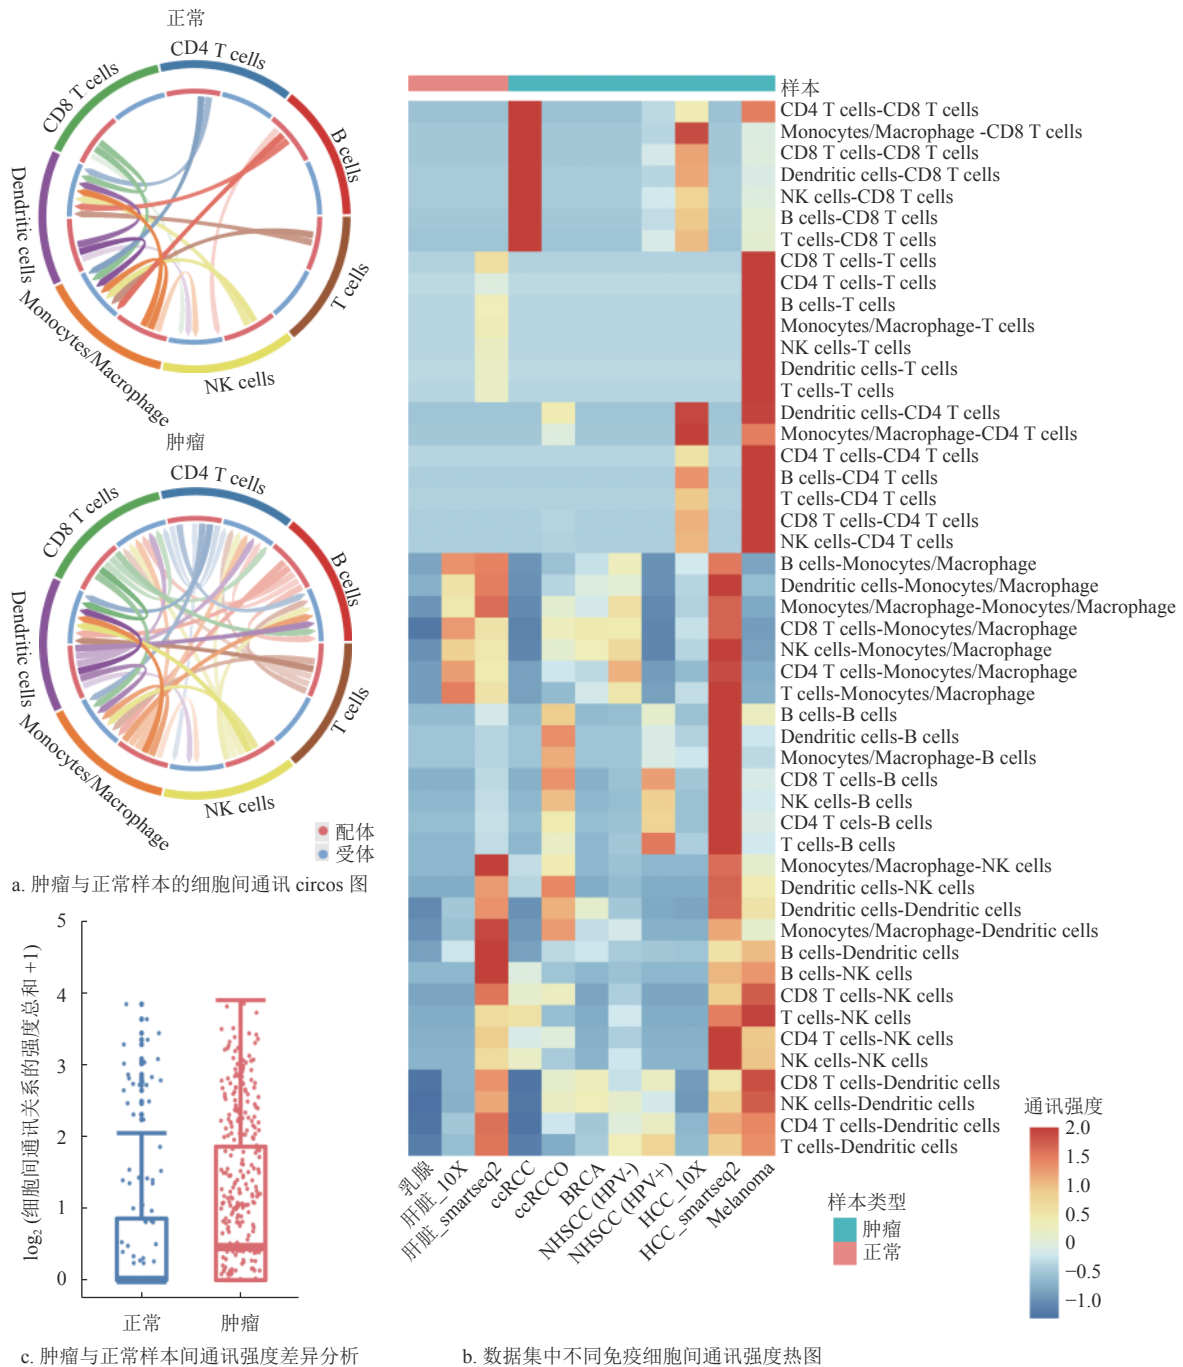 正常
CD4 T cells
CD8 T cells
B cells
Dendritic cells
T cells
Monocytes/Macrophage
NK cells
肿瘤
CD4 T cells
CD8 T cells
B cells
Dendritic cells
T cells
Monocytes/Macrophage
NK cells
配体
受体
a. 肿瘤与正常样本的细胞间通讯 circos 图
样本
CD4 T cells-CD8 T cells
Monocytes/Macrophage -CD8 T cells
CD8 T cells-CD8 T cells
Dendritic cells-CD8 T cells
NK cells-CD8 T cells
B cells-CD8 T cells
T cells-CD8 T cells
CD8 T cells-T cells
CD4 T cells-T cells
B cells-T cells
Monocytes/Macrophage-T cells
NK cells-T cells
Dendritic cells-T cells
T cells-T cells
Dendritic cells-CD4 T cells
Monocytes/Macrophage-CD4 T cells
CD4 T cells-CD4 T cells
B cells-CD4 T cells
T cells-CD4 T cells
CD8 T cells-CD4 T cells
NK cells-CD4 T cells
B cells-Monocytes/Macrophage
Dendritic cells-Monocytes/Macrophage
Monocytes/Macrophage-Monocytes/Macrophage
CD8 T cells-Monocytes/Macrophage
NK cells-Monocytes/Macrophage
CD4 T cells-Monocytes/Macrophage
T cells-Monocytes/Macrophage
B cells-B cells
Dendritic cells-B cells
Monocytes/Macrophage-B cells
CD8 T cells-B cells
NK cells-B cells
CD4 T cels-B cells
T cells-B cells
Monocytes/Macrophage-NK cells
Dendritic cells-NK cells
Dendritic cells-Dendritic cells
Monocytes/Macrophage-Dendritic cells
B cells-Dendritic cells
B cells-NK cells
CD8 T cells-NK cells
T cells-NK cells
CD4 T cells-NK cells
NK cells-NK cells
CD8 T cells-Dendritic cells
NK cells-Dendritic cells
CD4 T cells-Dendritic cells
T cells-Dendritic cells
乳腺
肝脏_10X
肝脏_smartseq2
ccRCC
ccRCCO
BRCA
NHSCC (HPV-)
NHSCC (HPV+)
HCC_10X
HCC_smartseq2
Melanoma
通讯强度
2.0
1.5
1.0
0.5
0
−0.5
−1.0
样本类型
肿瘤
正常
log₂ (细胞间通讯关系的强度总和 +1)
5
4
3
2
1
0
正常
肿瘤
c. 肿瘤与正常样本间通讯强度差异分析
b. 数据集中不同免疫细胞间通讯强度热图